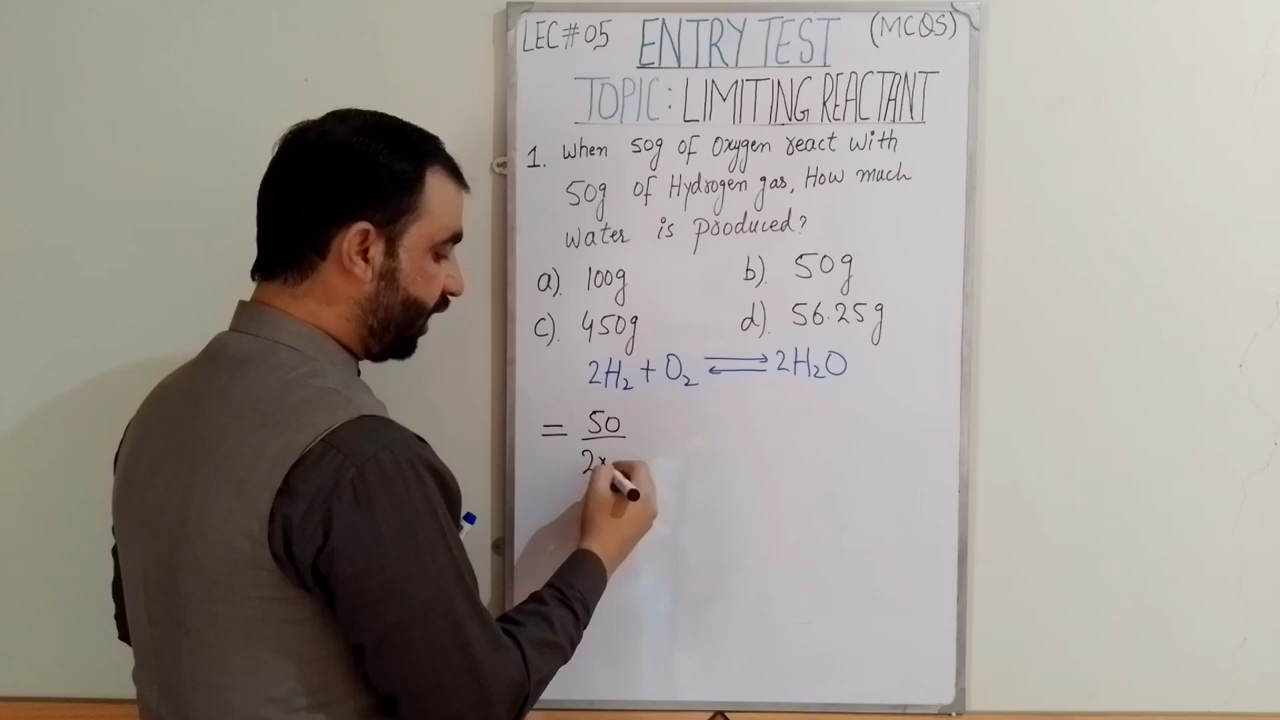 LEC#05 ENTRY TEST (MCQS)
TOPIC: LIMITING REACTANT
1. When 50g of Oxygen react with
50g of Hydrogen gas, How much
water is produced?
a). 100g b). 50g
c). 450g d). 56.25g
2H₂ + O₂ ⇌ 2H₂O
= 50
2×